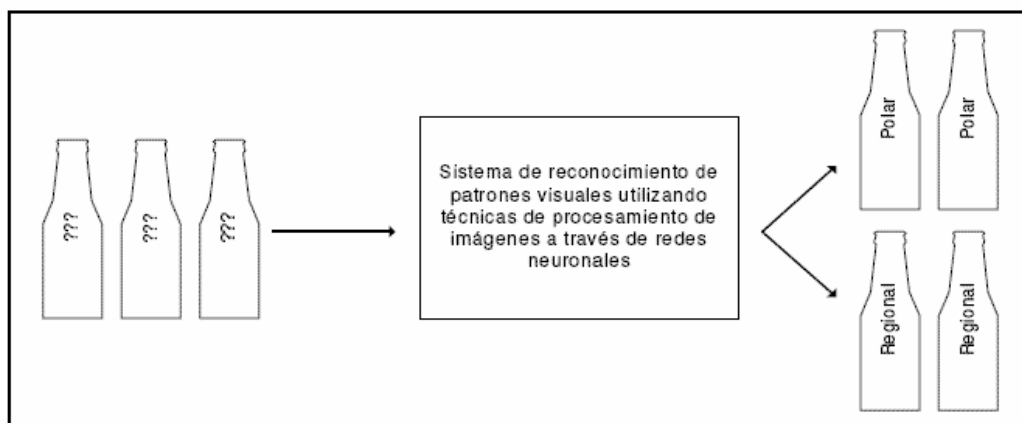 ???
???
???
Sistema de reconocimiento de
patrones visuales utilizando
técnicas de procesamiento de
imágenes a través de redes
neuronales
Polar
Polar
Regional
Regional